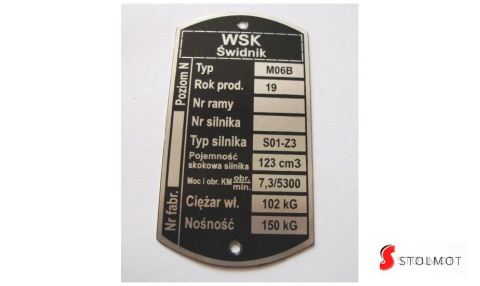 WSK
Świdnik
Poziom N
Nr fabr.
Typ M06B
Rok prod. 19
Nr ramy
Nr silnika
Typ silnika S01-Z3
Pojemność
skokowa silnika 123 cm3
Moc i obr. KM obr. 7,3/5300
min.
Ciężar wł. 102 kG
Nośność 150 kG
STOLMOT